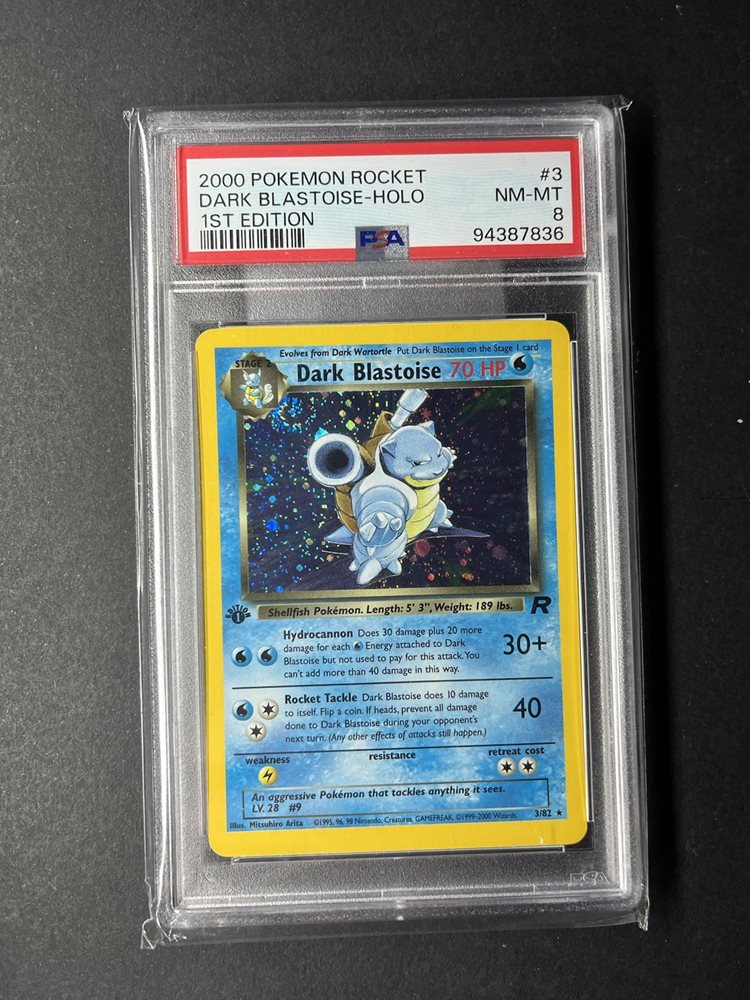 2000 POKEMON ROCKET #3
DARK BLASTOISE-HOLO NM-MT
1ST EDITION 8
PSA 94387836
Evolves from Dark Wartortle Put Dark Blastoise on the Stage 1 card
STAGE 2
Dark Blastoise 70 HP
EDITION
1
Shellfish Pokémon. Length: 5' 3", Weight: 189 lbs.
R
Hydrocannon Does 30 damage plus 20 more
damage for each Energy attached to Dark
Blastoise but not used to pay for this attack. You
can't add more than 40 damage in this way.
30+
Rocket Tackle Dark Blastoise does 10 damage
to itself. Flip a coin. If heads, prevent all damage
done to Dark Blastoise during your opponent's
next turn. (Any other effects of attacks still happen.)
40
weakness resistance retreat cost
An aggressive Pokémon that tackles anything it sees.
LV. 28 #9
Illus. Mitsuhiro Arita ©1995, 96, 98 Nintendo, Creatures, GAMEFREAK. ©1999-2000 Wizards. 3/82 ★
PSA